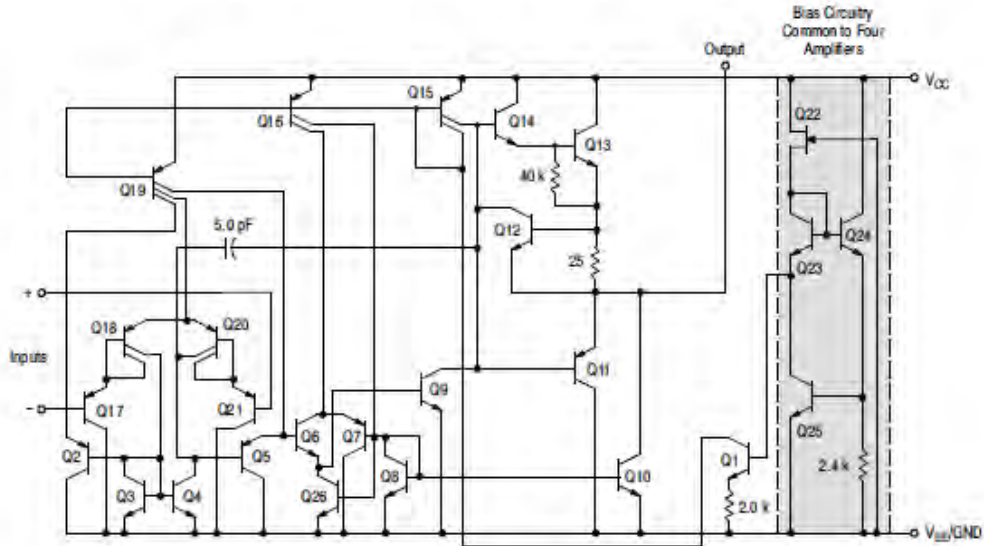 Bias Circuitry
Common to Four
Amplifiers
Output
VCC
Q15
Q22
Q16
Q14
Q13
Q19
40 k
5.0 pF
Q12
Q24
25
Q23
+
Q18
Q20
Inputs
Q9
Q11
–
Q17
Q21
Q25
Q2
Q5
Q6
Q7
Q1
2.4 k
Q3
Q4
Q8
Q10
Q26
2.0 k
VEE/GND